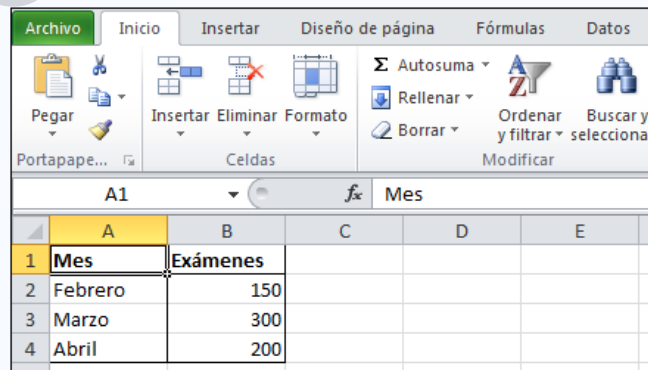 Archivo Inicio Insertar Diseño de página Fórmulas Datos
Σ Autosuma
Rellenar
Borrar
Pegar
Insertar Eliminar Formato
Ordenar y filtrar
Buscar y
Portapape... Celdas Modificar
A1 fx Mes
A B C D E
1 Mes Exámenes
2 Febrero 150
3 Marzo 300
4 Abril 200